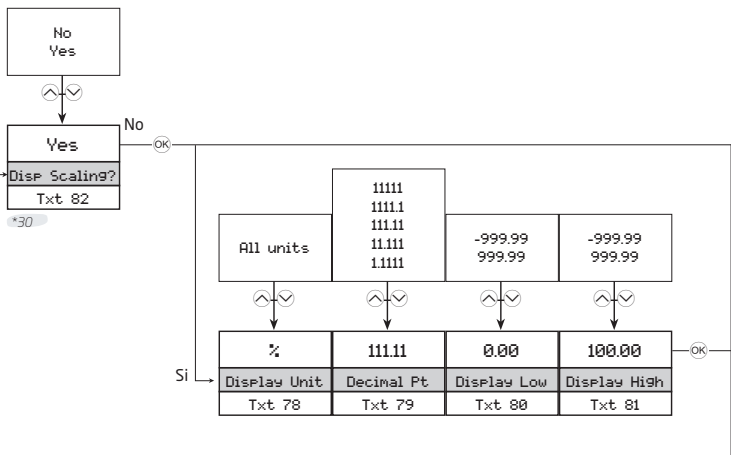 No
Yes
Yes
Disp Scaling?
Txt 82
*30
No
OK
All units
11111
1111.1
111.11
11.111
1.1111
-999.99
999.99
-999.99
999.99
Si
%
Display Unit
Txt 78
111.11
Decimal Pt
Txt 79
0.00
Display Low
Txt 80
100.00
Display High
Txt 81
OK